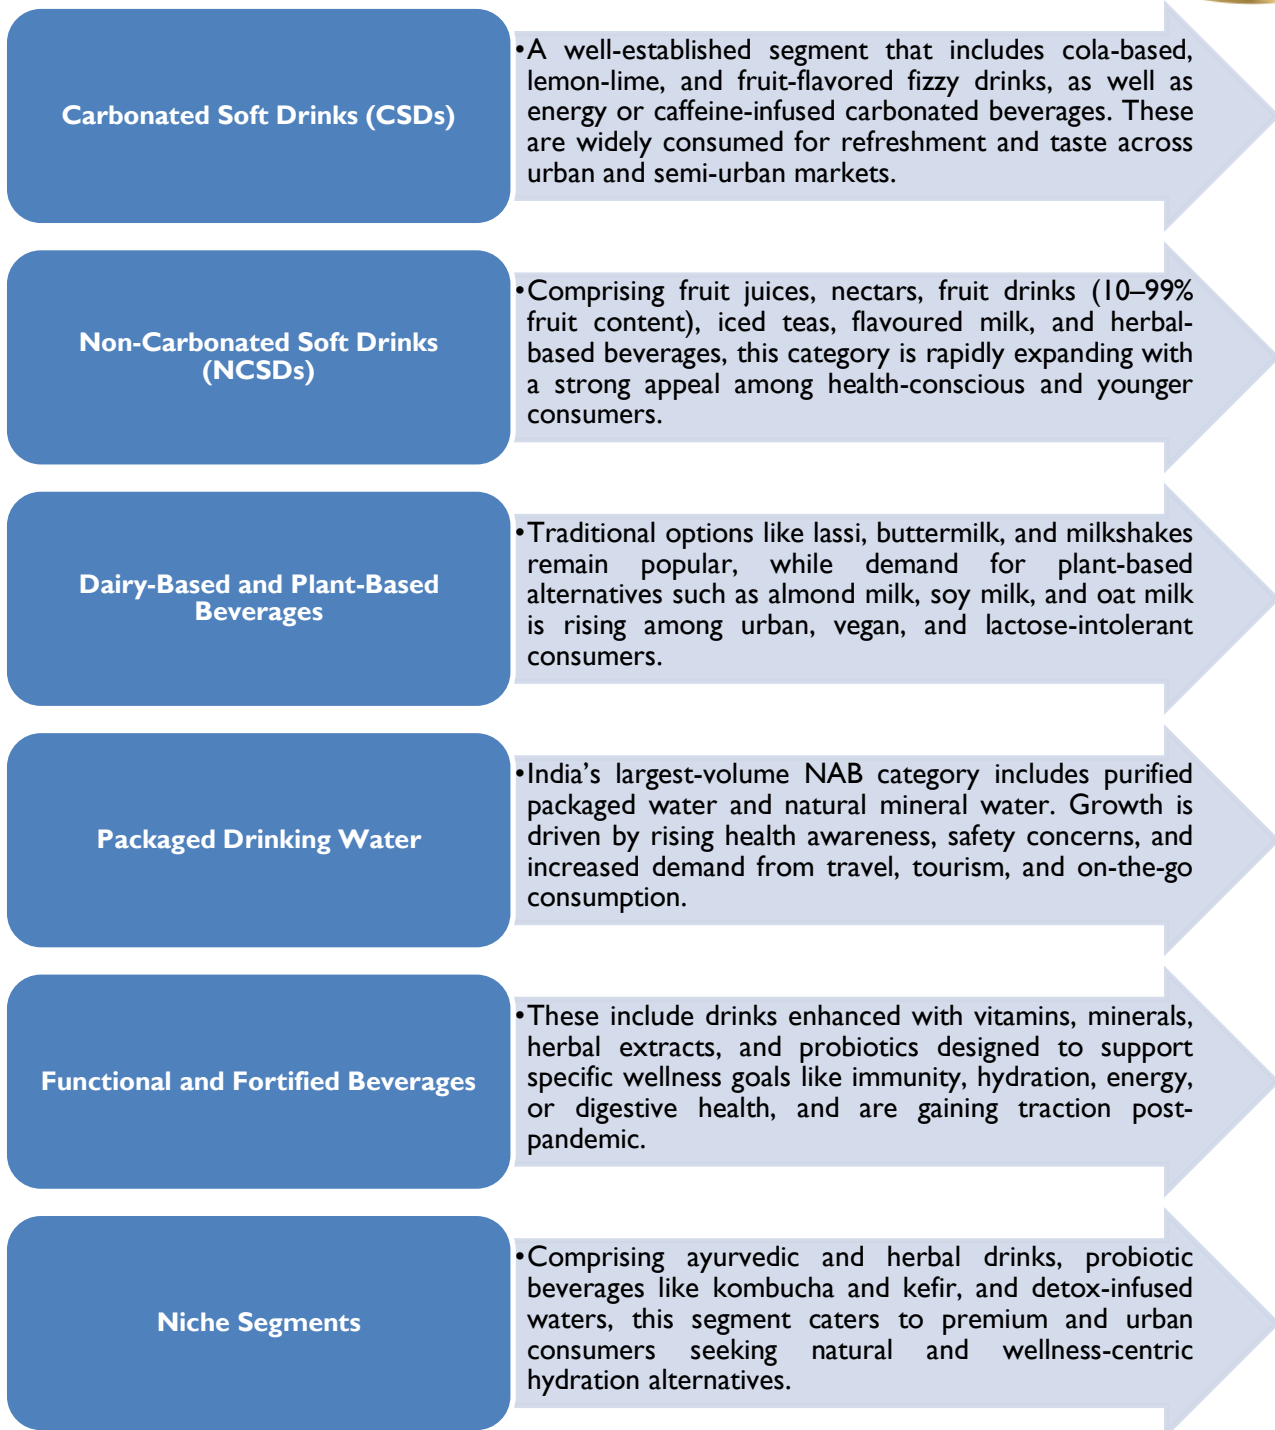 Carbonated Soft Drinks (CSDs)
•A well-established segment that includes cola-based,
lemon-lime, and fruit-flavored fizzy drinks, as well as
energy or caffeine-infused carbonated beverages. These
are widely consumed for refreshment and taste across
urban and semi-urban markets.
Non-Carbonated Soft Drinks
(NCSDs)
•Comprising fruit juices, nectars, fruit drinks (10–99%
fruit content), iced teas, flavoured milk, and herbal-
based beverages, this category is rapidly expanding with
a strong appeal among health-conscious and younger
consumers.
Dairy-Based and Plant-Based
Beverages
•Traditional options like lassi, buttermilk, and milkshakes
remain popular, while demand for plant-based
alternatives such as almond milk, soy milk, and oat milk
is rising among urban, vegan, and lactose-intolerant
consumers.
Packaged Drinking Water
•India’s largest-volume NAB category includes purified
packaged water and natural mineral water. Growth is
driven by rising health awareness, safety concerns, and
increased demand from travel, tourism, and on-the-go
consumption.
Functional and Fortified Beverages
•These include drinks enhanced with vitamins, minerals,
herbal extracts, and probiotics designed to support
specific wellness goals like immunity, hydration, energy,
or digestive health, and are gaining traction post-
pandemic.
Niche Segments
•Comprising ayurvedic and herbal drinks, probiotic
beverages like kombucha and kefir, and detox-infused
waters, this segment caters to premium and urban
consumers seeking natural and wellness-centric
hydration alternatives.